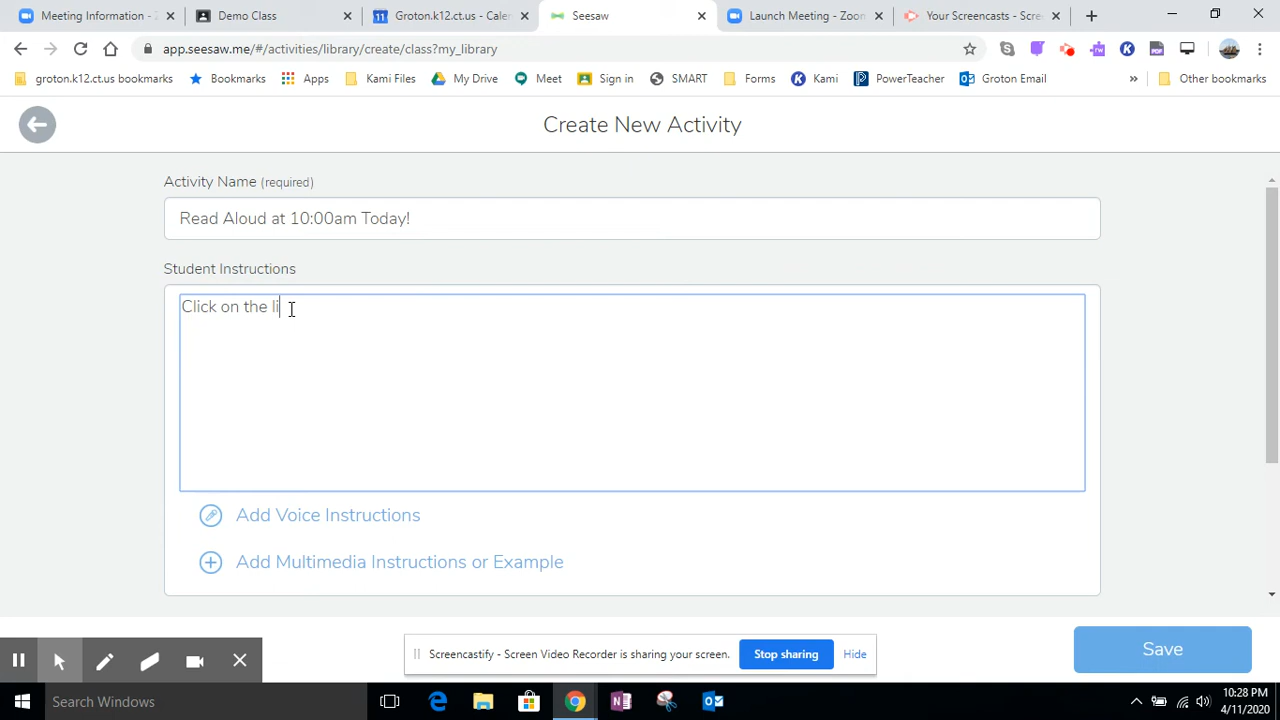 Meeting Information - Z
Demo Class
Groton.k12.ct.us - Caler
Seesaw
Launch Meeting - Zoon
Your Screencasts - Scre
app.seesaw.me/#/activities/library/create/class?my_library
groton.k12.ct.us bookmarks
Bookmarks
Apps
Kami Files
My Drive
Meet
Sign in
SMART
Forms
Kami
PowerTeacher
Groton Email
»
Other bookmarks
Create New Activity
Activity Name (required)
Read Aloud at 10:00am Today!
Student Instructions
Click on the li
Add Voice Instructions
Add Multimedia Instructions or Example
Screencastify - Screen Video Recorder is sharing your screen.
Stop sharing
Hide
Save
Search Windows
10:28 PM
4/11/2020